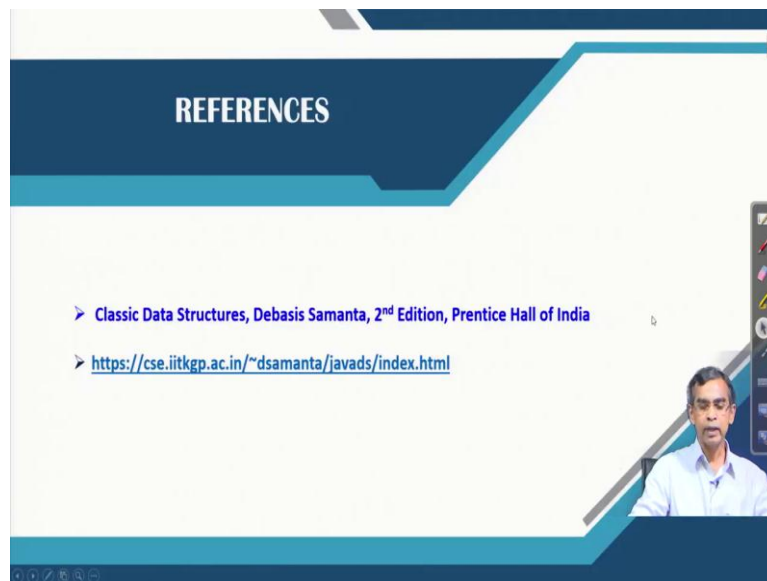 REFERENCES
➢ Classic Data Structures, Debasis Samanta, 2nd Edition, Prentice Hall of India
➢ https://cse.iitkgp.ac.in/~dsamanta/javads/index.html